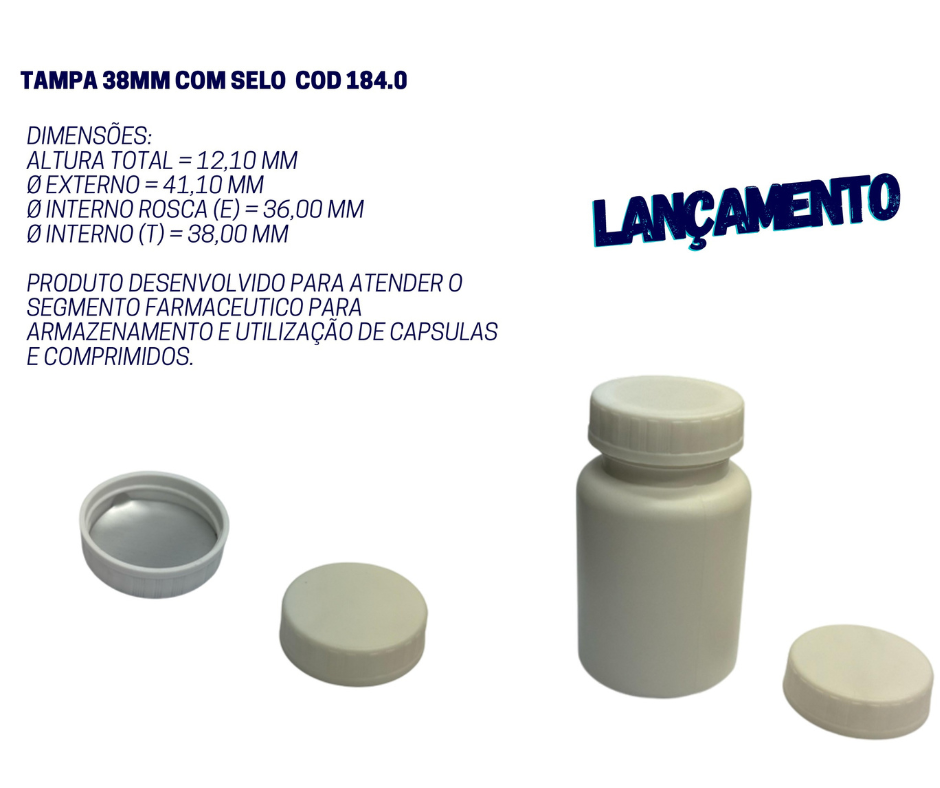 TAMPA 38MM COM SELO  COD 184.0
DIMENSÕES:
ALTURA TOTAL = 12,10 MM
Ø EXTERNO = 41,10 MM
Ø INTERNO ROSCA (E) = 36,00 MM
Ø INTERNO (T) = 38,00 MM
PRODUTO DESENVOLVIDO PARA ATENDER O
SEGMENTO FARMACEUTICO PARA
ARMAZENAMENTO E UTILIZAÇÃO DE CAPSULAS
E COMPRIMIDOS.
LANÇAMENTO